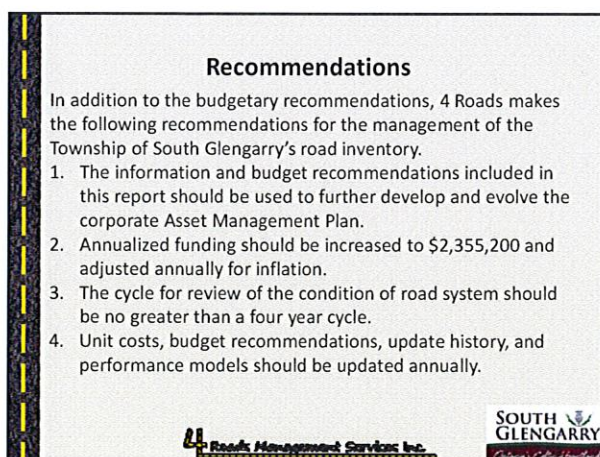 Recommendations
In addition to the budgetary recommendations, 4 Roads makes
the following recommendations for the management of the
Township of South Glengarry's road inventory.
1. The information and budget recommendations included in
this report should be used to further develop and evolve the
corporate Asset Management Plan.
2. Annualized funding should be increased to $2,355,200 and
adjusted annually for inflation.
3. The cycle for review of the condition of road system should
be no greater than a four year cycle.
4. Unit costs, budget recommendations, update history, and
performance models should be updated annually.
4 Roads Management Services Inc.
SOUTH
GLENGARRY